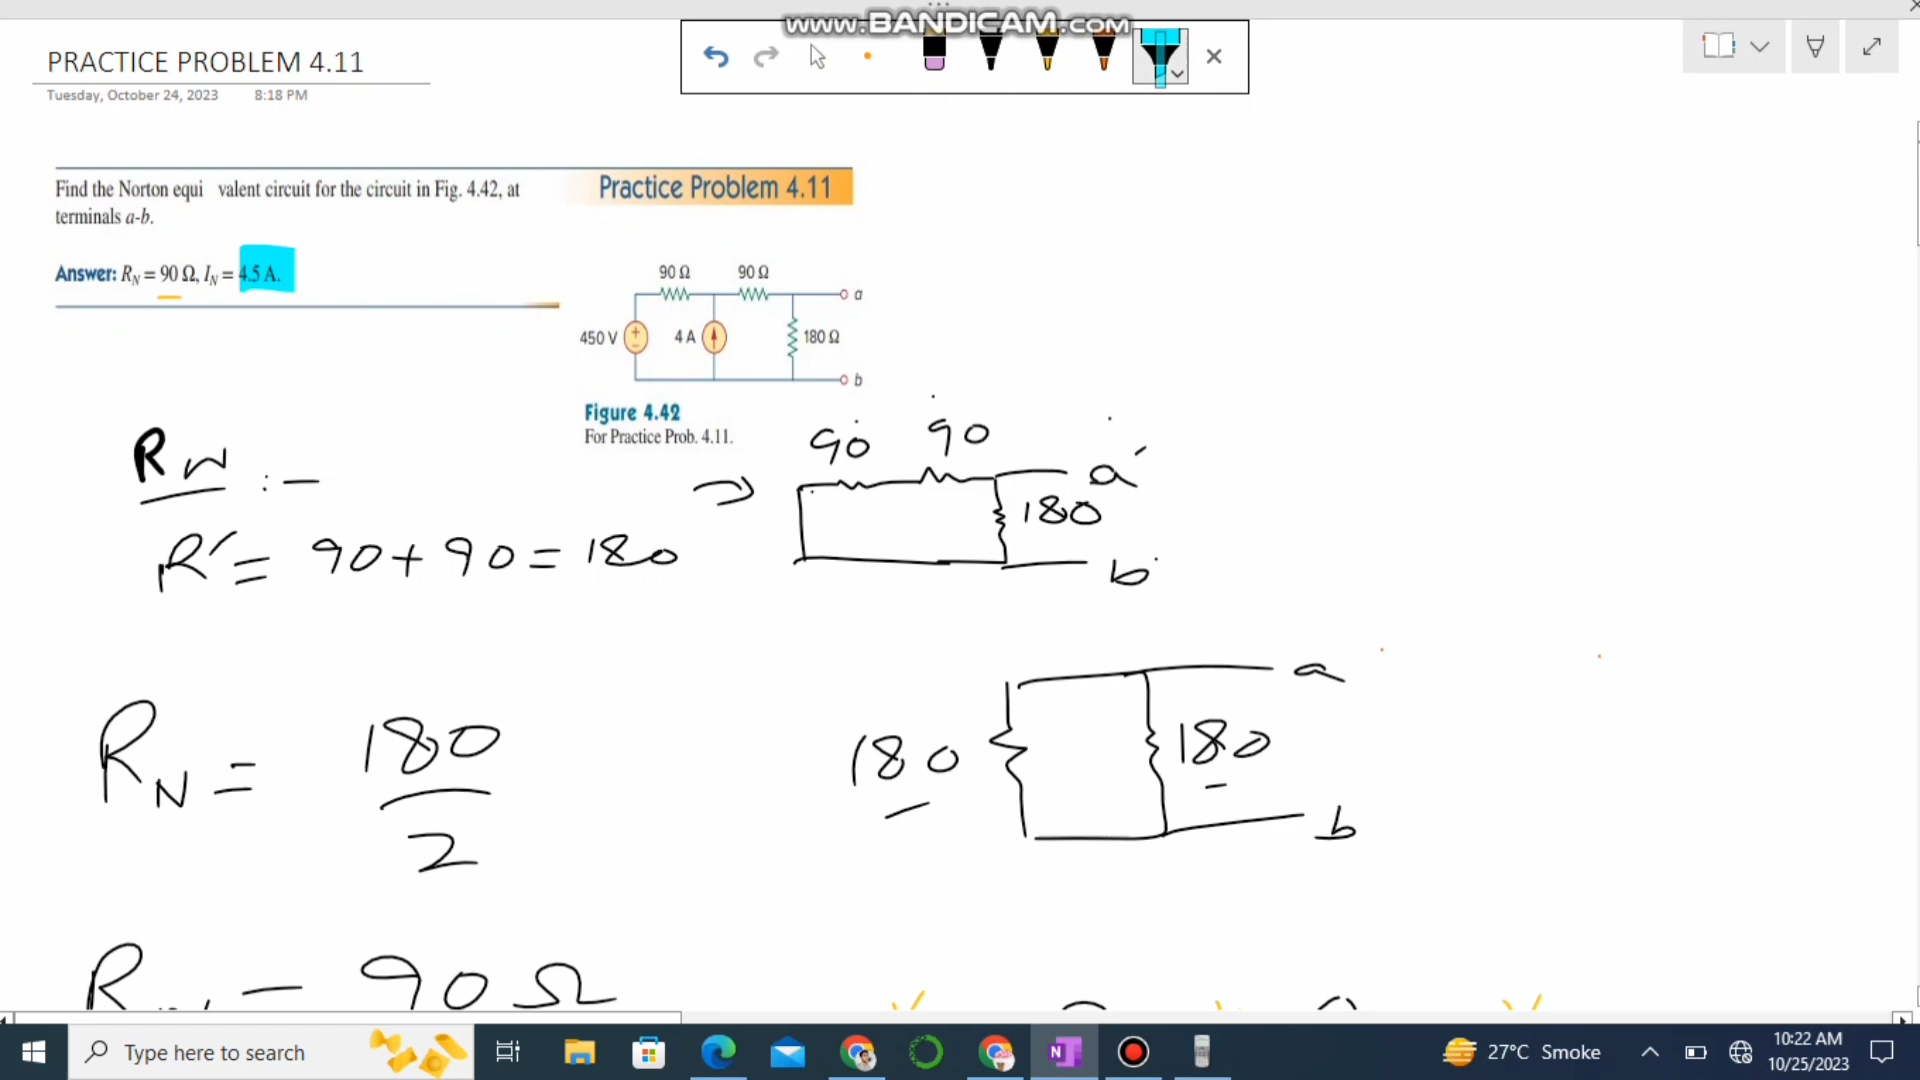 www.BANDICAM.com
PRACTICE PROBLEM 4.11
Tuesday, October 24, 2023 8:18 PM
Find the Norton equi valent circuit for the circuit in Fig. 4.42, at
terminals a-b.
Practice Problem 4.11
Answer: RN = 90 Ω, IN = 4.5 A.
90 Ω 90 Ω
a
450 V + − 4 A 180 Ω
b
Figure 4.42
For Practice Prob. 4.11.
RN :-
90 90
a
180
b
R' = 90 + 90 = 180
a
180 180
b
RN = 180
2
90 Ω
Type here to search
27°C Smoke
10:22 AM
10/25/2023